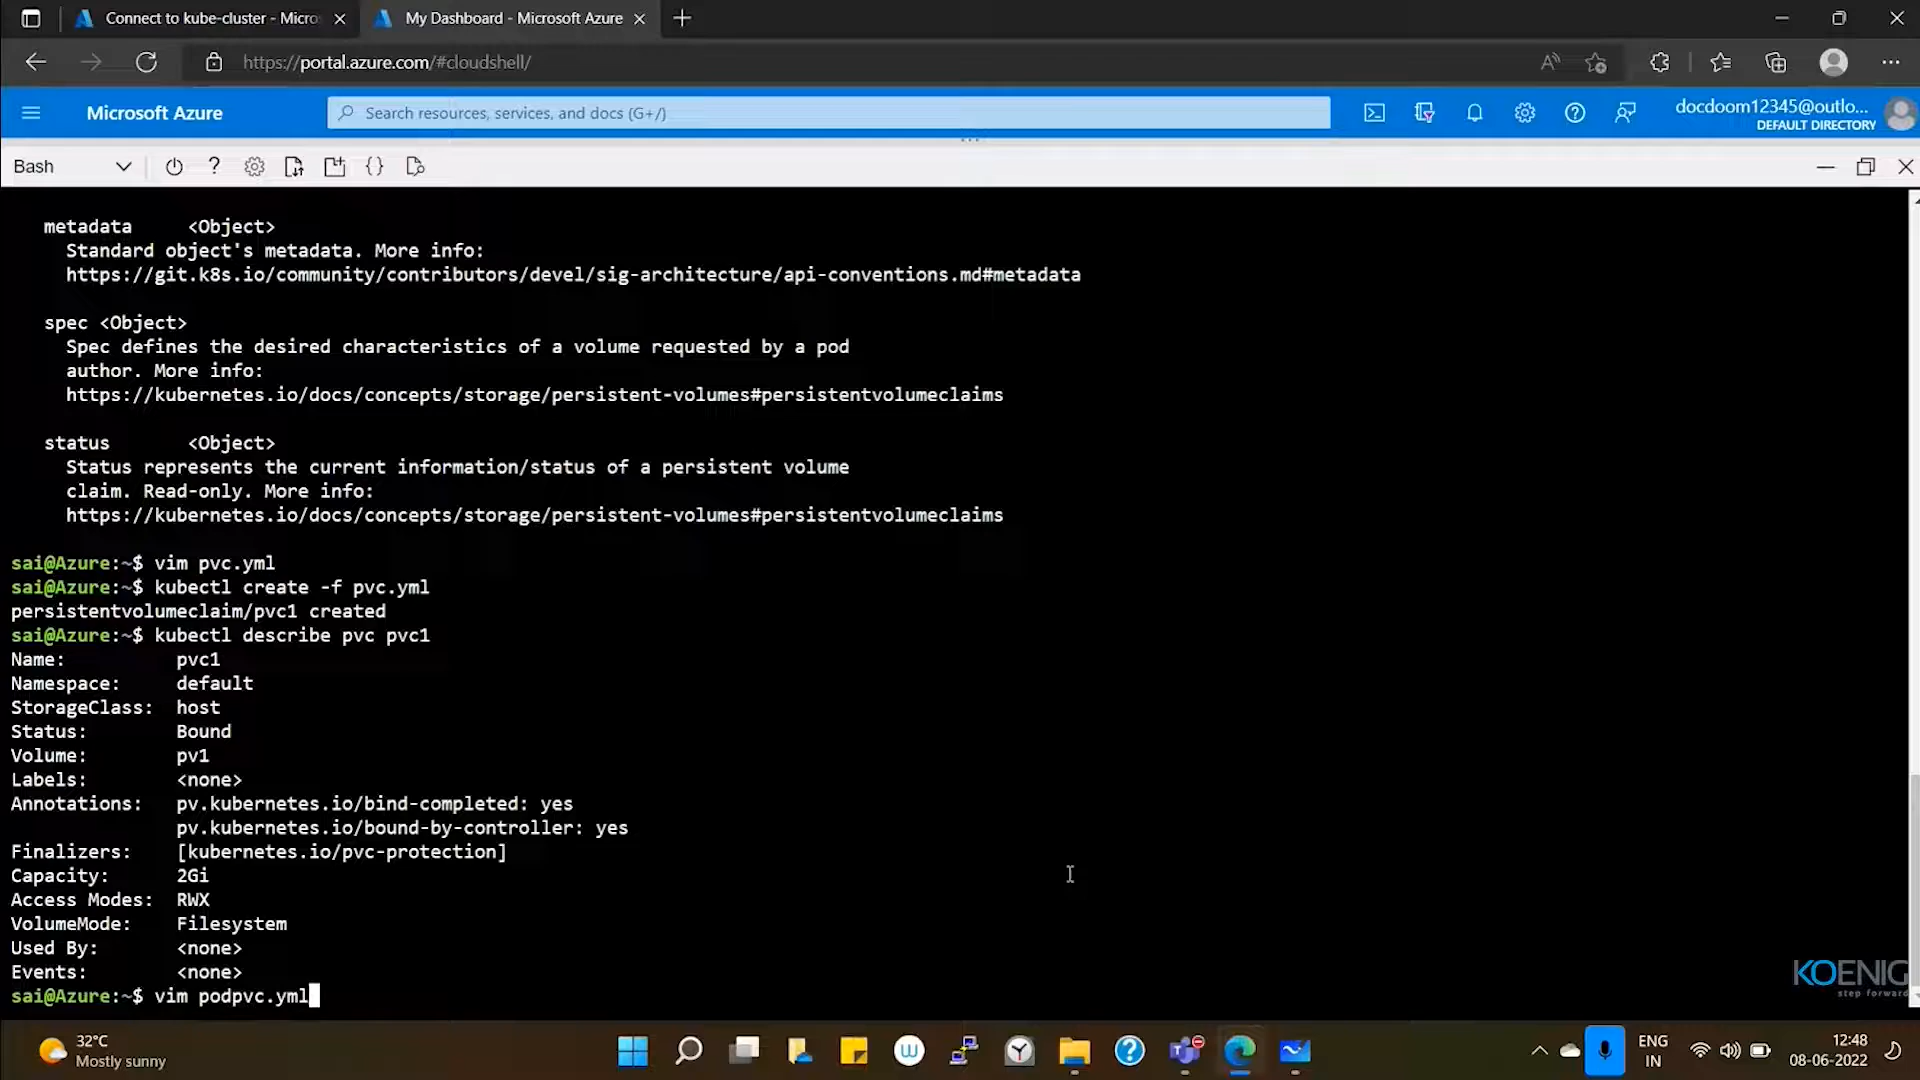 Connect to kube-cluster - Micro
My Dashboard - Microsoft Azure
https://portal.azure.com/#cloudshell/
Microsoft Azure
Search resources, services, and docs (G+/)
docdoom12345@outlo...
DEFAULT DIRECTORY
Bash
metadata <Object>
Standard object's metadata. More info:
https://git.k8s.io/community/contributors/devel/sig-architecture/api-conventions.md#metadata
spec <Object>
Spec defines the desired characteristics of a volume requested by a pod
author. More info:
https://kubernetes.io/docs/concepts/storage/persistent-volumes#persistentvolumeclaims
status <Object>
Status represents the current information/status of a persistent volume
claim. Read-only. More info:
https://kubernetes.io/docs/concepts/storage/persistent-volumes#persistentvolumeclaims
sai@Azure:~$ vim pvc.yml
sai@Azure:~$ kubectl create -f pvc.yml
persistentvolumeclaim/pvc1 created
sai@Azure:~$ kubectl describe pvc pvc1
Name: pvc1
Namespace: default
StorageClass: host
Status: Bound
Volume: pv1
Labels: <none>
Annotations: pv.kubernetes.io/bind-completed: yes
pv.kubernetes.io/bound-by-controller: yes
Finalizers: [kubernetes.io/pvc-protection]
Capacity: 2Gi
Access Modes: RWX
VolumeMode: Filesystem
Used By: <none>
Events: <none>
sai@Azure:~$ vim podpvc.yml
KOENIG
step forward
32°C
Mostly sunny
ENG
IN
12:48
08-06-2022